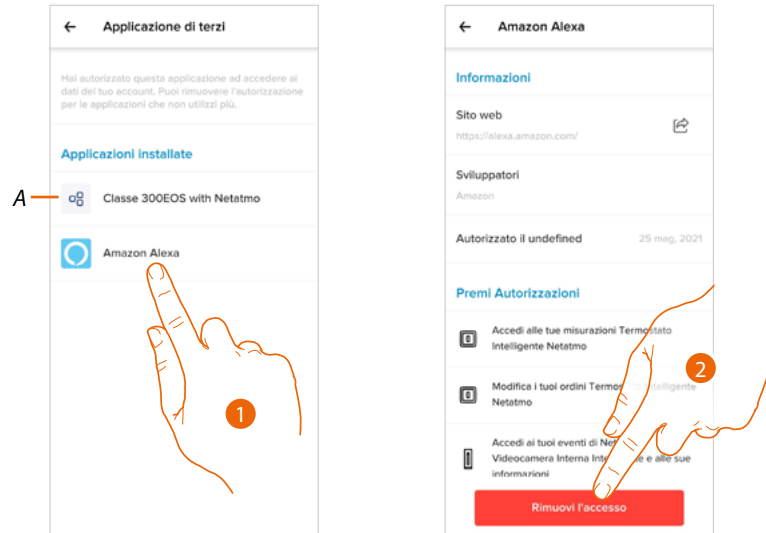 ← Applicazione di terzi
Hai autorizzato questa applicazione ad accedere ai
dati del tuo account. Puoi rimuovere l'autorizzazione
per le applicazioni che non utilizzi più.
Applicazioni installate
A
Classe 300EOS with Netatmo
Amazon Alexa
1
← Amazon Alexa
Informazioni
Sito web
https://alexa.amazon.com/
Sviluppatori
Amazon
Autorizzato il undefined 25 mag, 2021
Premi Autorizzazioni
Accedi alle tue misurazioni Termostato
Intelligente Netatmo
Modifica i tuoi ordini Intelligente
Netatmo
2
Accedi ai tuoi eventi di
Videocamera Interna e alle sue
informazioni
Rimuovi l'accesso